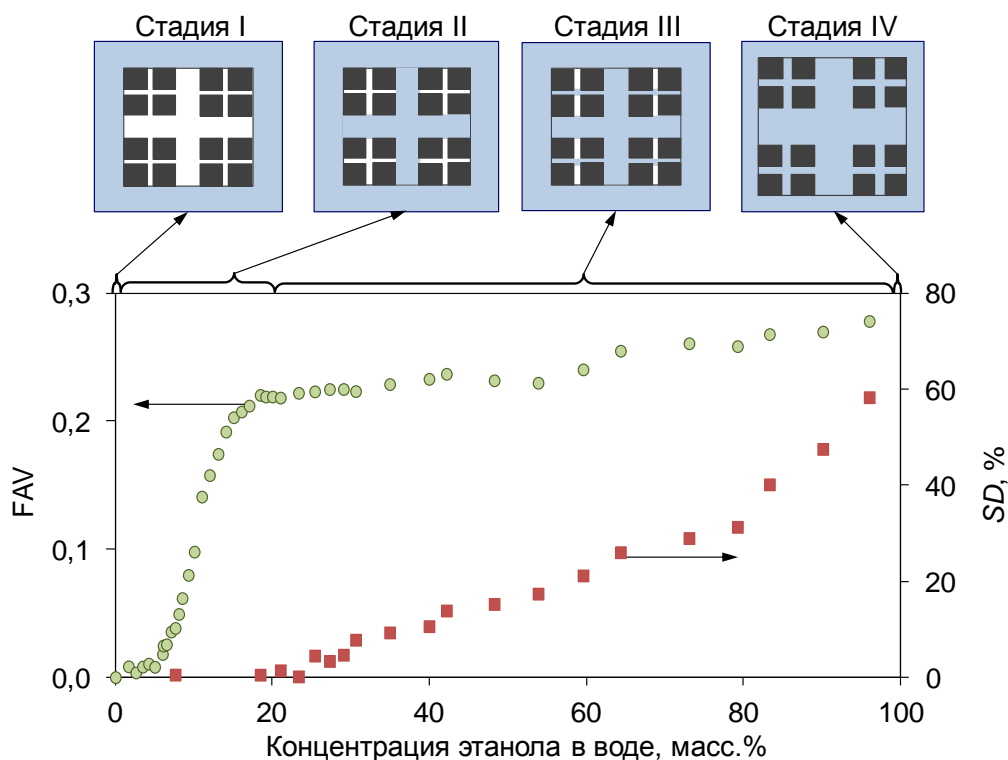 Стадия I Стадия II Стадия III Стадия IV
0,3 80
60
0,2
FAV 40 SD, %
0,1
20
0,0 0
0 20 40 60 80 100
Концентрация этанола в воде, масс.%